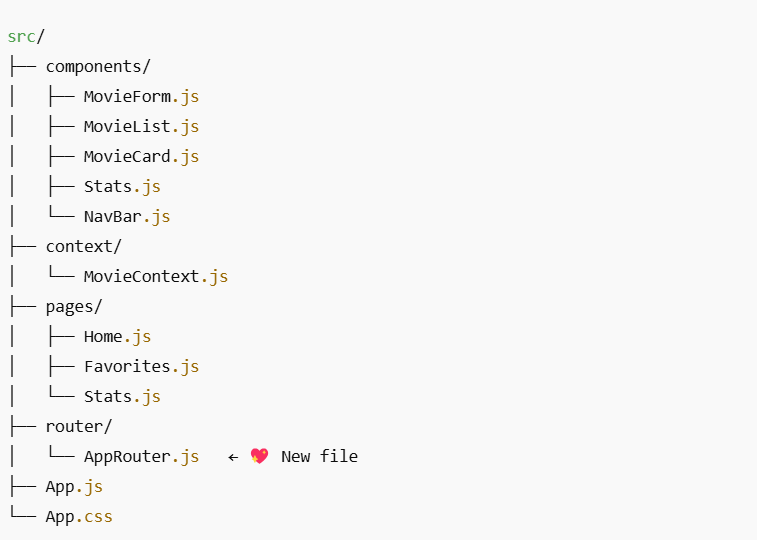 src/
├── components/
│   ├── MovieForm.js
│   ├── MovieList.js
│   ├── MovieCard.js
│   ├── Stats.js
│   └── NavBar.js
├── context/
│   └── MovieContext.js
├── pages/
│   ├── Home.js
│   ├── Favorites.js
│   └── Stats.js
├── router/
│   └── AppRouter.js   ← 💖 New file
├── App.js
└── App.css